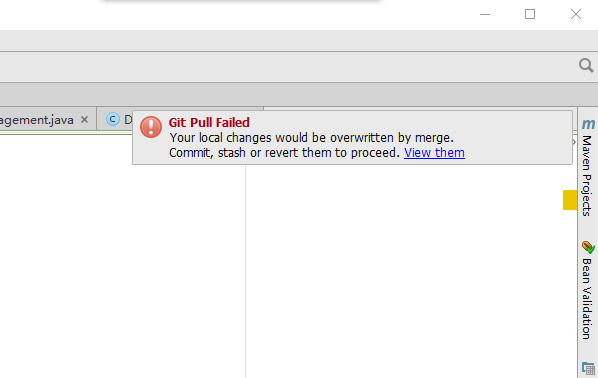 agement.java
D
Git Pull Failed
Your local changes would be overwritten by merge.
Commit, stash or revert them to proceed. View them
Maven Projects
Bean Validation